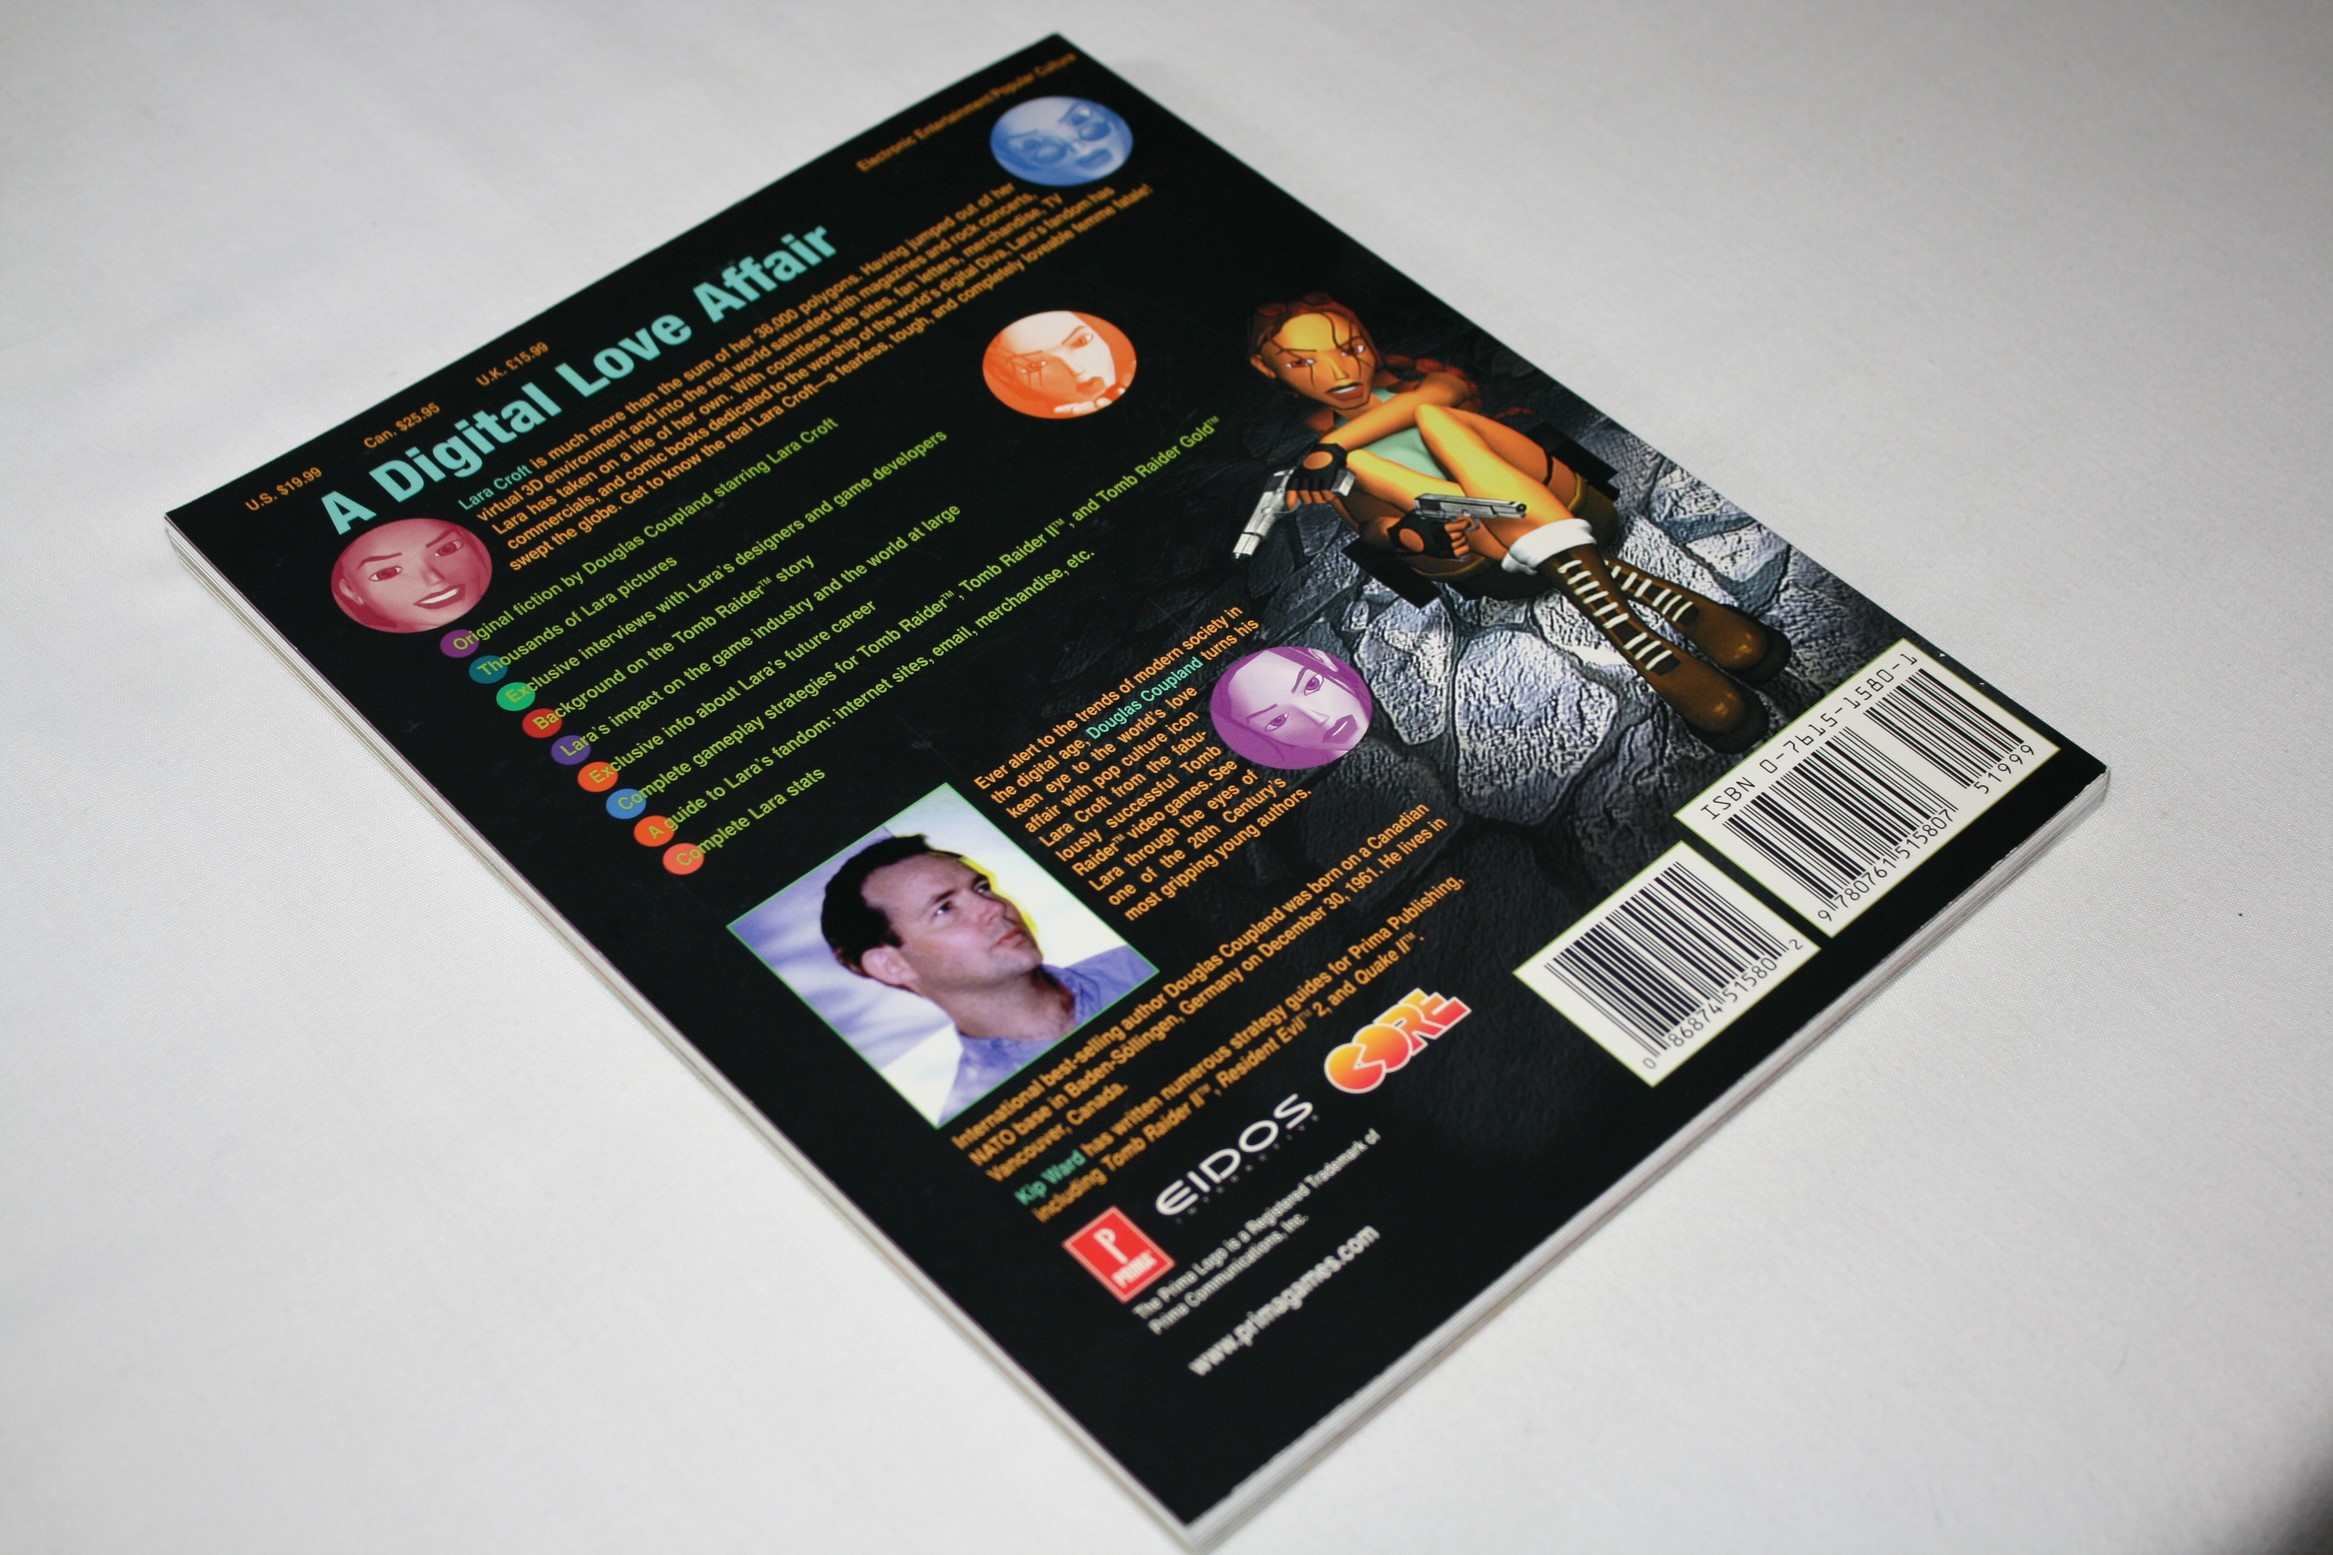 U.S. $19.99 Can. $25.95 U.K. £15.99 Electronic Entertainment/Popular Culture
A Digital Love Affair
Lara Croft is much more than the sum of her 38,000 polygons. Having jumped out of her
virtual 3D environment and into the real world saturated with magazines and rock concerts,
Lara has taken on a life of her own. With countless web sites, fan letters, merchandise, TV
commercials, and comic books dedicated to the worship of the world's digital Diva, Lara's fandom has
swept the globe. Get to know the real Lara Croft—a fearless, tough, and completely loveable femme fatale!
Original fiction by Douglas Coupland starring Lara Croft
Thousands of Lara pictures
Exclusive interviews with Lara's designers and game developers
Background on the Tomb Raider™ story
Lara's impact on the game industry and the world at large
Exclusive info about Lara's future career
Complete gameplay strategies for Tomb Raider™, Tomb Raider II™, and Tomb Raider Gold™
A guide to Lara's fandom: internet sites, email, merchandise, etc.
Complete Lara stats
Ever alert to the trends of modern society in
the digital age, Douglas Coupland turns his
keen eye to the world's love
affair with pop culture icon
Lara Croft from the fabu-
lously successful Tomb
Raider™ video games. See
Lara through the eyes of
one of the 20th Century's
most gripping young authors.
International best-selling author Douglas Coupland was born on a Canadian
NATO base in Baden-Söllingen, Germany on December 30, 1961. He lives in
Vancouver, Canada.
Kip Ward has written numerous strategy guides for Prima Publishing,
including Tomb Raider II™, Resident Evil™ 2, and Quake II™.
P
PRIMA
EIDOS
INTERACTIVE
CORE
The Prima Logo is a Registered Trademark of
Prima Communications, Inc.
www.primagames.com
ISBN 0-7615-1580-1
9 780761 515807
51999
0 86874 51580 2